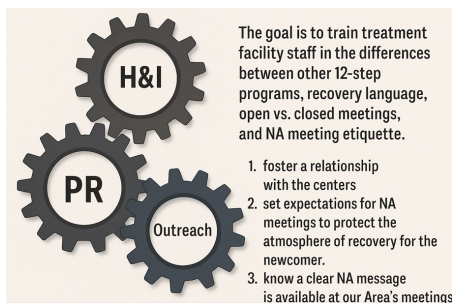 H&I
PR
Outreach
The goal is to train treatment
facility staff in the differences
between other 12-step
programs, recovery language,
open vs. closed meetings,
and NA meeting etiquette.
1. foster a relationship
with the centers
2. set expectations for NA
meetings to protect the
atmosphere of recovery for the
newcomer.
3. know a clear NA message
is available at our Area's meetings